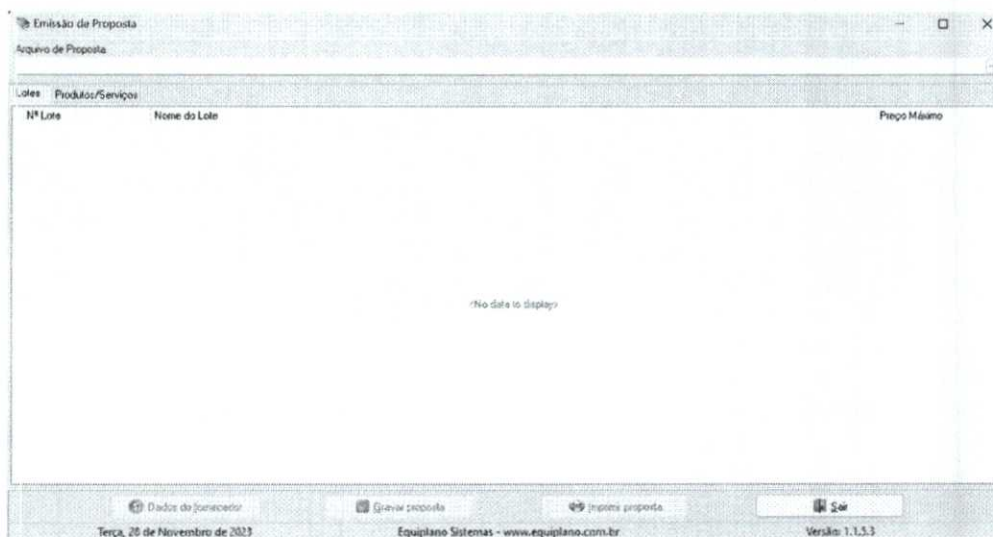 Emissão de Proposta
Arquivo de Proposta
Lotes Produtos/Serviços
Nº Lote Nome do Lote Preço Máximo
<No data to display>
Dados do fornecedor Gravar proposta Imprimir proposta Sair
Terça, 28 de Novembro de 2023 Equiplano Sistemas - www.equiplano.com.br Versão: 1.1.5.3